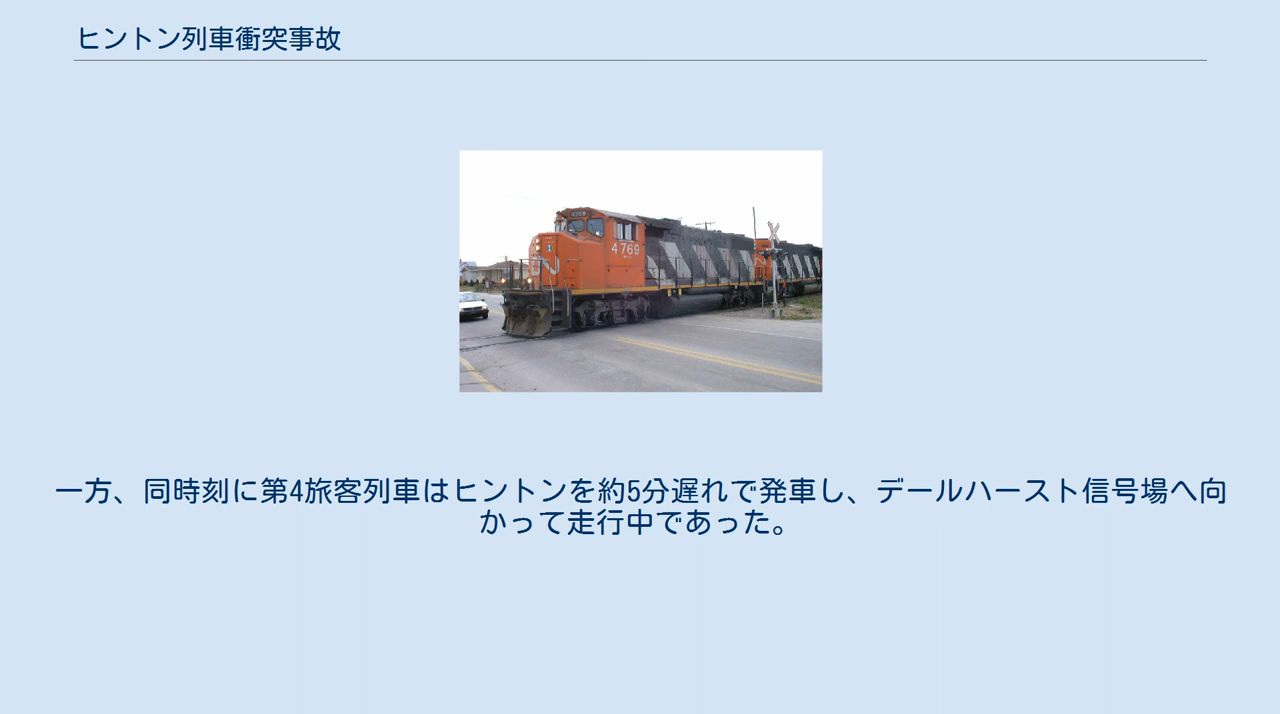 ヒントン列車衝突事故
4769
CN
一方、同時刻に第4旅客列車はヒントンを約5分遅れで発車し、デールハースト信号場へ向
かって走行中であった。